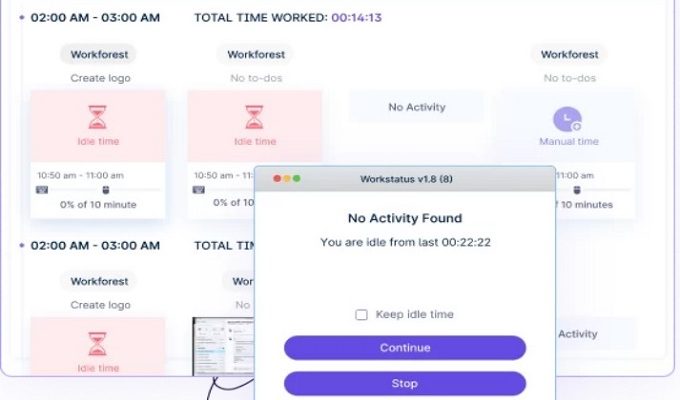 02:00 AM - 03:00 AM TOTAL TIME WORKED: 00:14:13
Workforest Workforest Workforest
Create logo No to-dos No to-dos
No Activity
Idle time Idle time Manual time
10:50 am - 11:00 am 10:50 am - 11:00 am
0% of 10 minute 0% of 10 of 10 minutes
Workstatus v1.8 (8)
No Activity Found
You are idle from last 00:22:22
Keep idle time
Continue
Stop
02:00 AM - 03:00 AM TOTAL TIM
Workforest Wor
Create logo No
Idle time
Activity